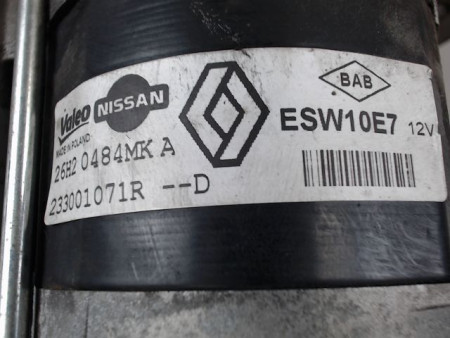 Valeo NISSAN
MADE IN POLAND
26H2 0484MK A
233001071R --D
BAB
ESW10E7 12V